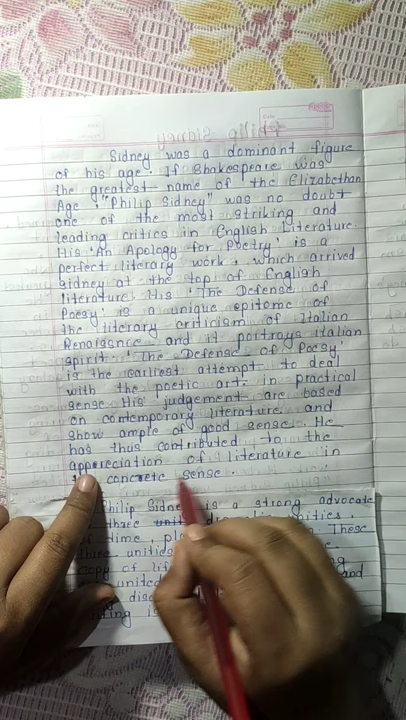 Sidney was a dominant figure
of his age. If Shakespeare was
the greatest name of the Elizabethan
Age "Philip Sidney" was no doubt
one of the most striking and
leading critics in English Literature.
His 'An Apology for Poetry' is a
perfect literary work, which arrived
Sidney at the top of English
literature. His 'The Defense of
Poesy' is a unique epitome of
the literary criticism of Italian
Renaissance and it portrays Italian
spirit. 'The Defense of Poesy'
is the earliest attempt to deal
with the poetic art. in practical
sense His judgement are based
on contemporary literature and
show ample of good sense. He
has thus contributed to the
appreciation of literature in
concrete sense.
Philip Sidney is a strong advocate
three
of time, These
three unities
copy of
united and
is